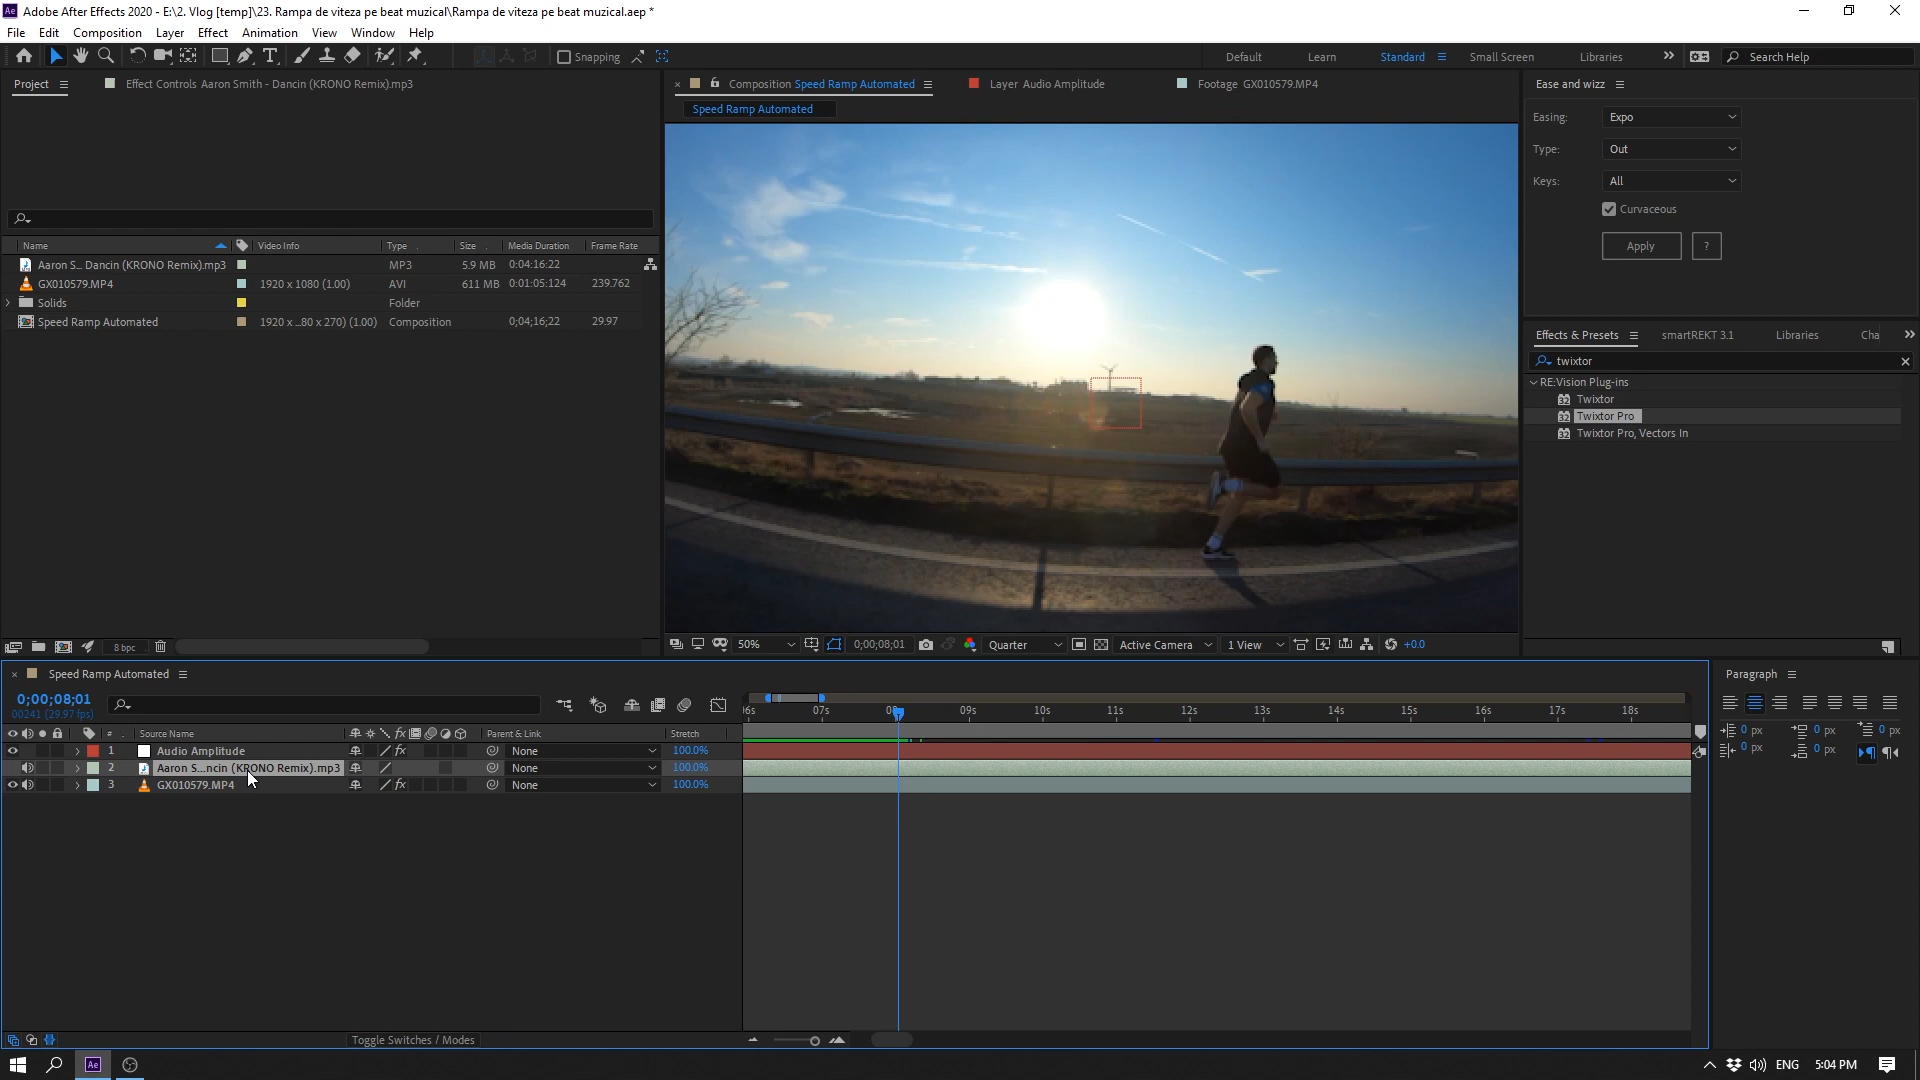 Adobe After Effects 2020 - E:\2. Vlog [temp]\23. Rampa de viteza pe beat muzical\Rampa de viteza pe beat muzical.aep *
File Edit Composition Layer Effect Animation View Window Help
Snapping Default Learn Standard Small Screen Libraries Search Help
Project Effect Controls Aaron Smith - Dancin (KRONO Remix).mp3 Composition Speed Ramp Automated Layer Audio Amplitude Footage GX010579.MP4 Ease and wizz
Speed Ramp Automated
Easing: Expo
Type: Out
Keys: All
Curvaceous
Apply ?
Name Video Info Type Size Media Duration Frame Rate
Aaron S... Dancin (KRONO Remix).mp3 MP3 5.9 MB 0:04:16:22
GX010579.MP4 1920 x 1080 (1.00) AVI 611 MB 0:01:05:124 239.762
Solids Folder
Speed Ramp Automated 1920 x ...80 x 270) (1.00) Composition 0;04;16;22 29.97
Effects & Presets smartREKT 3.1 Libraries Cha
twixtor
RE:Vision Plug-ins
32 Twixtor
32 Twixtor Pro
32 Twixtor Pro, Vectors In
8 bpc 50% 0;00;08;01 Quarter Active Camera 1 View +0.0
Speed Ramp Automated
0;00;08;01
00241 (29.97 fps)
06s 07s 08s 09s 10s 11s 12s 13s 14s 15s 16s 17s 18s
# Source Name fx Parent & Link Stretch
1 Audio Amplitude fx None 100.0%
2 Aaron S...ncin (KRONO Remix).mp3 None 100.0%
3 GX010579.MP4 fx None 100.0%
Paragraph
0 px 0 px 0 px
0 px 0 px
Toggle Switches / Modes
Ae ENG 5:04 PM